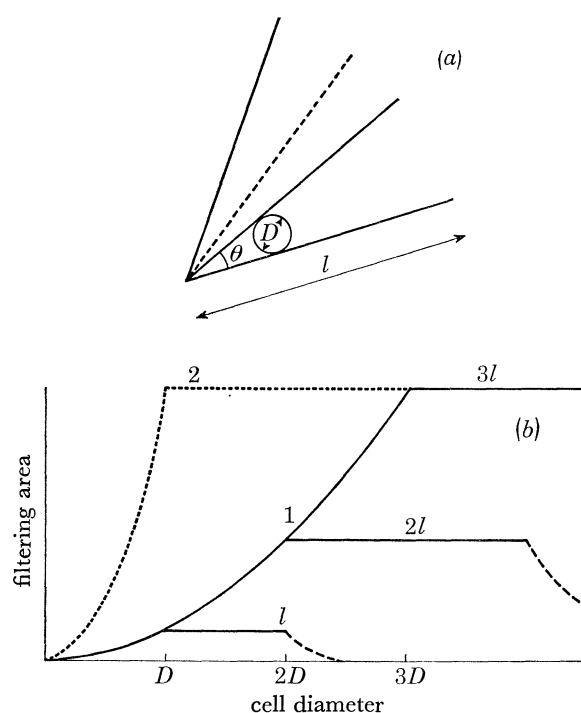 (a)
D
θ
l
2
3l
(b)
1
2l
l
filtering area
D 2D 3D
cell diameter